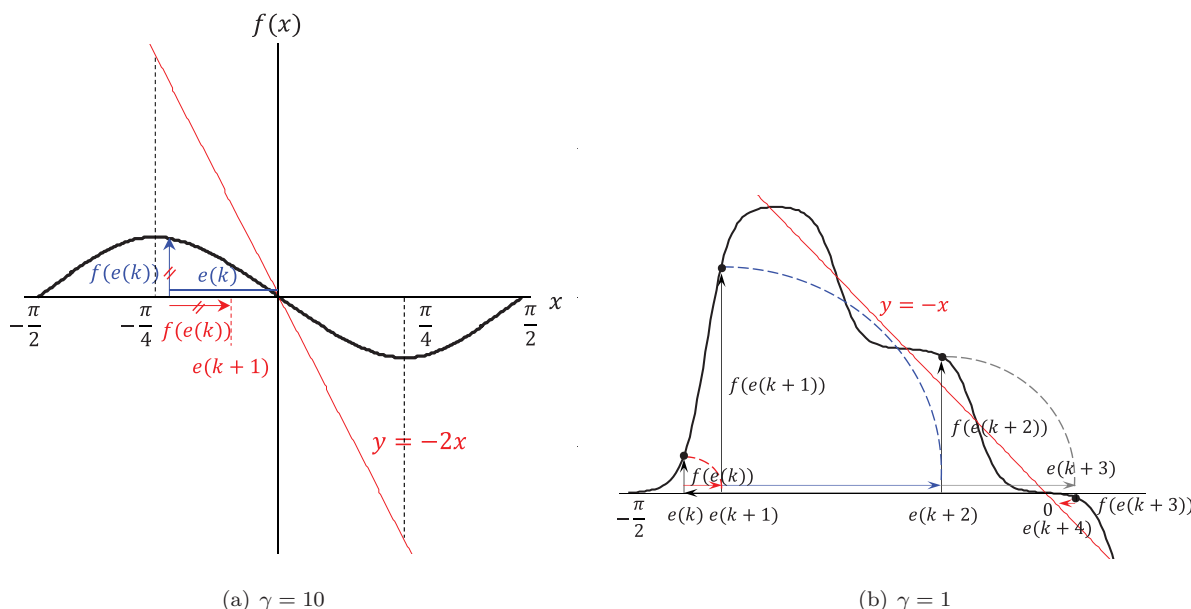 f(x)
f(e(k))
e(k)
x
−π/2
−π/4
π/4
π/2
f(e(k))
e(k + 1)
y = −2x
(a) γ = 10
y = −x
f(e(k + 1))
f(e(k + 2))
f(e(k))
e(k + 3)
−π/2
e(k)
e(k + 1)
e(k + 2)
0
f(e(k + 3))
e(k + 4)
(b) γ = 1